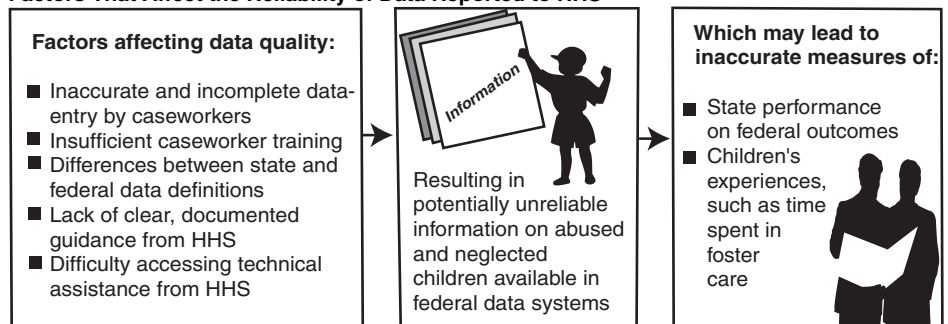 Factors That Affect the Reliability of Data Reported to HHS
Factors affecting data quality:
■ Inaccurate and incomplete data-
entry by caseworkers
■ Insufficient caseworker training
■ Differences between state and
federal data definitions
■ Lack of clear, documented
guidance from HHS
■ Difficulty accessing technical
assistance from HHS
Information
Resulting in
potentially unreliable
information on abused
and neglected
children available in
federal data systems
Which may lead to
inaccurate measures of:
■ State performance
on federal outcomes
■ Children's
experiences,
such as time
spent in
foster
care